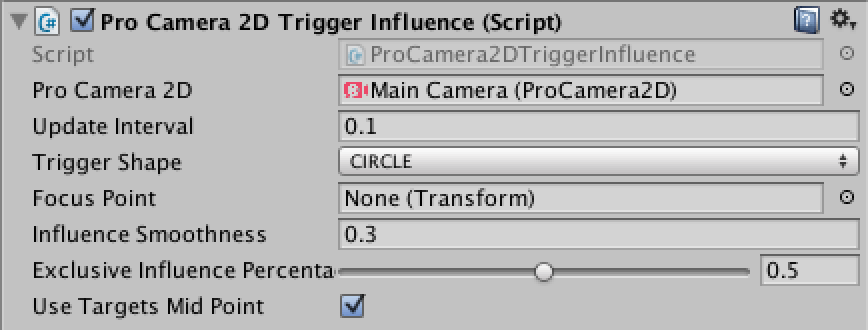 Pro Camera 2D Trigger Influence (Script)
Script ProCamera2DTriggerInfluence
Pro Camera 2D Main Camera (ProCamera2D)
Update Interval 0.1
Trigger Shape CIRCLE
Focus Point None (Transform)
Influence Smoothness 0.3
Exclusive Influence Percenta 0.5
Use Targets Mid Point